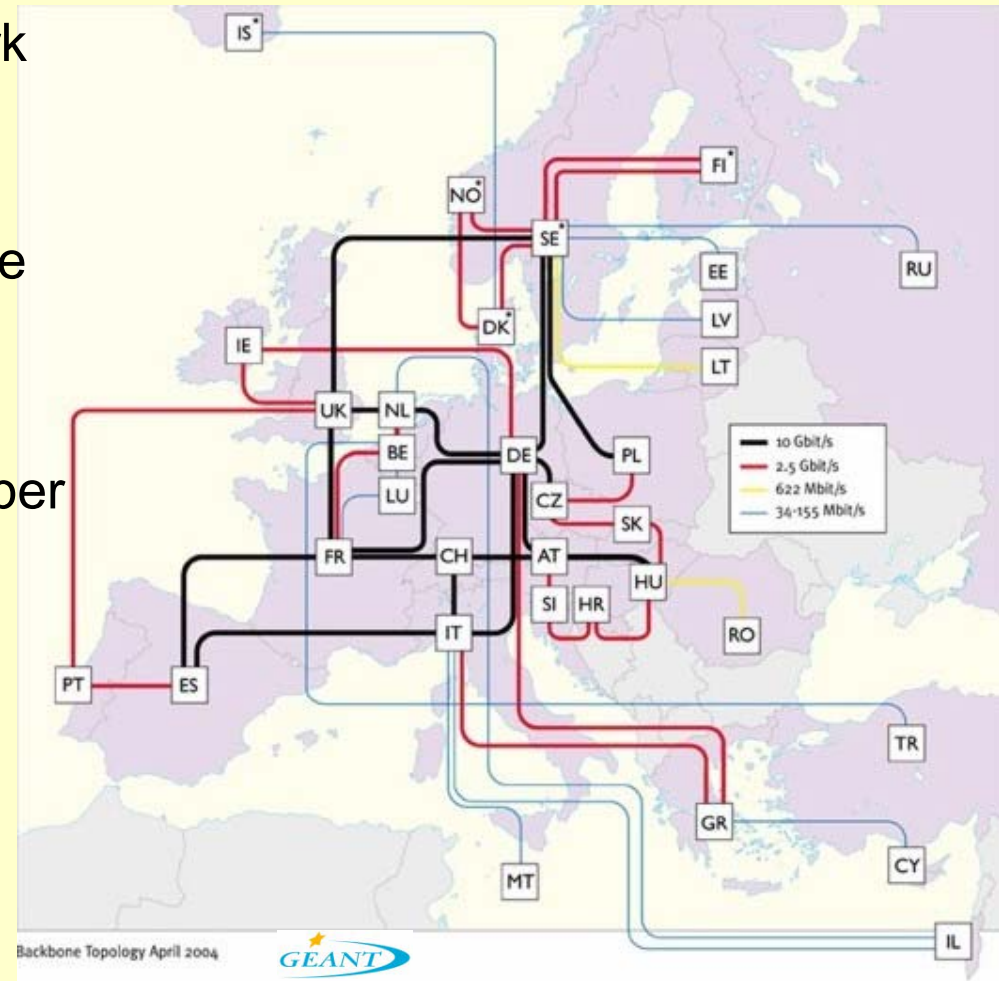 rk
IS*
FI*
NO*
SE*
e
EE
RU
DK*
LV
IE
LT
UK
NL
BE
DE
PL
10 Gbit/s
2.5 Gbit/s
622 Mbit/s
34-155 Mbit/s
per
LU
CZ
SK
FR
CH
AT
HU
SI
HR
IT
RO
PT
ES
TR
GR
CY
MT
IL
Backbone Topology April 2004
GEANT